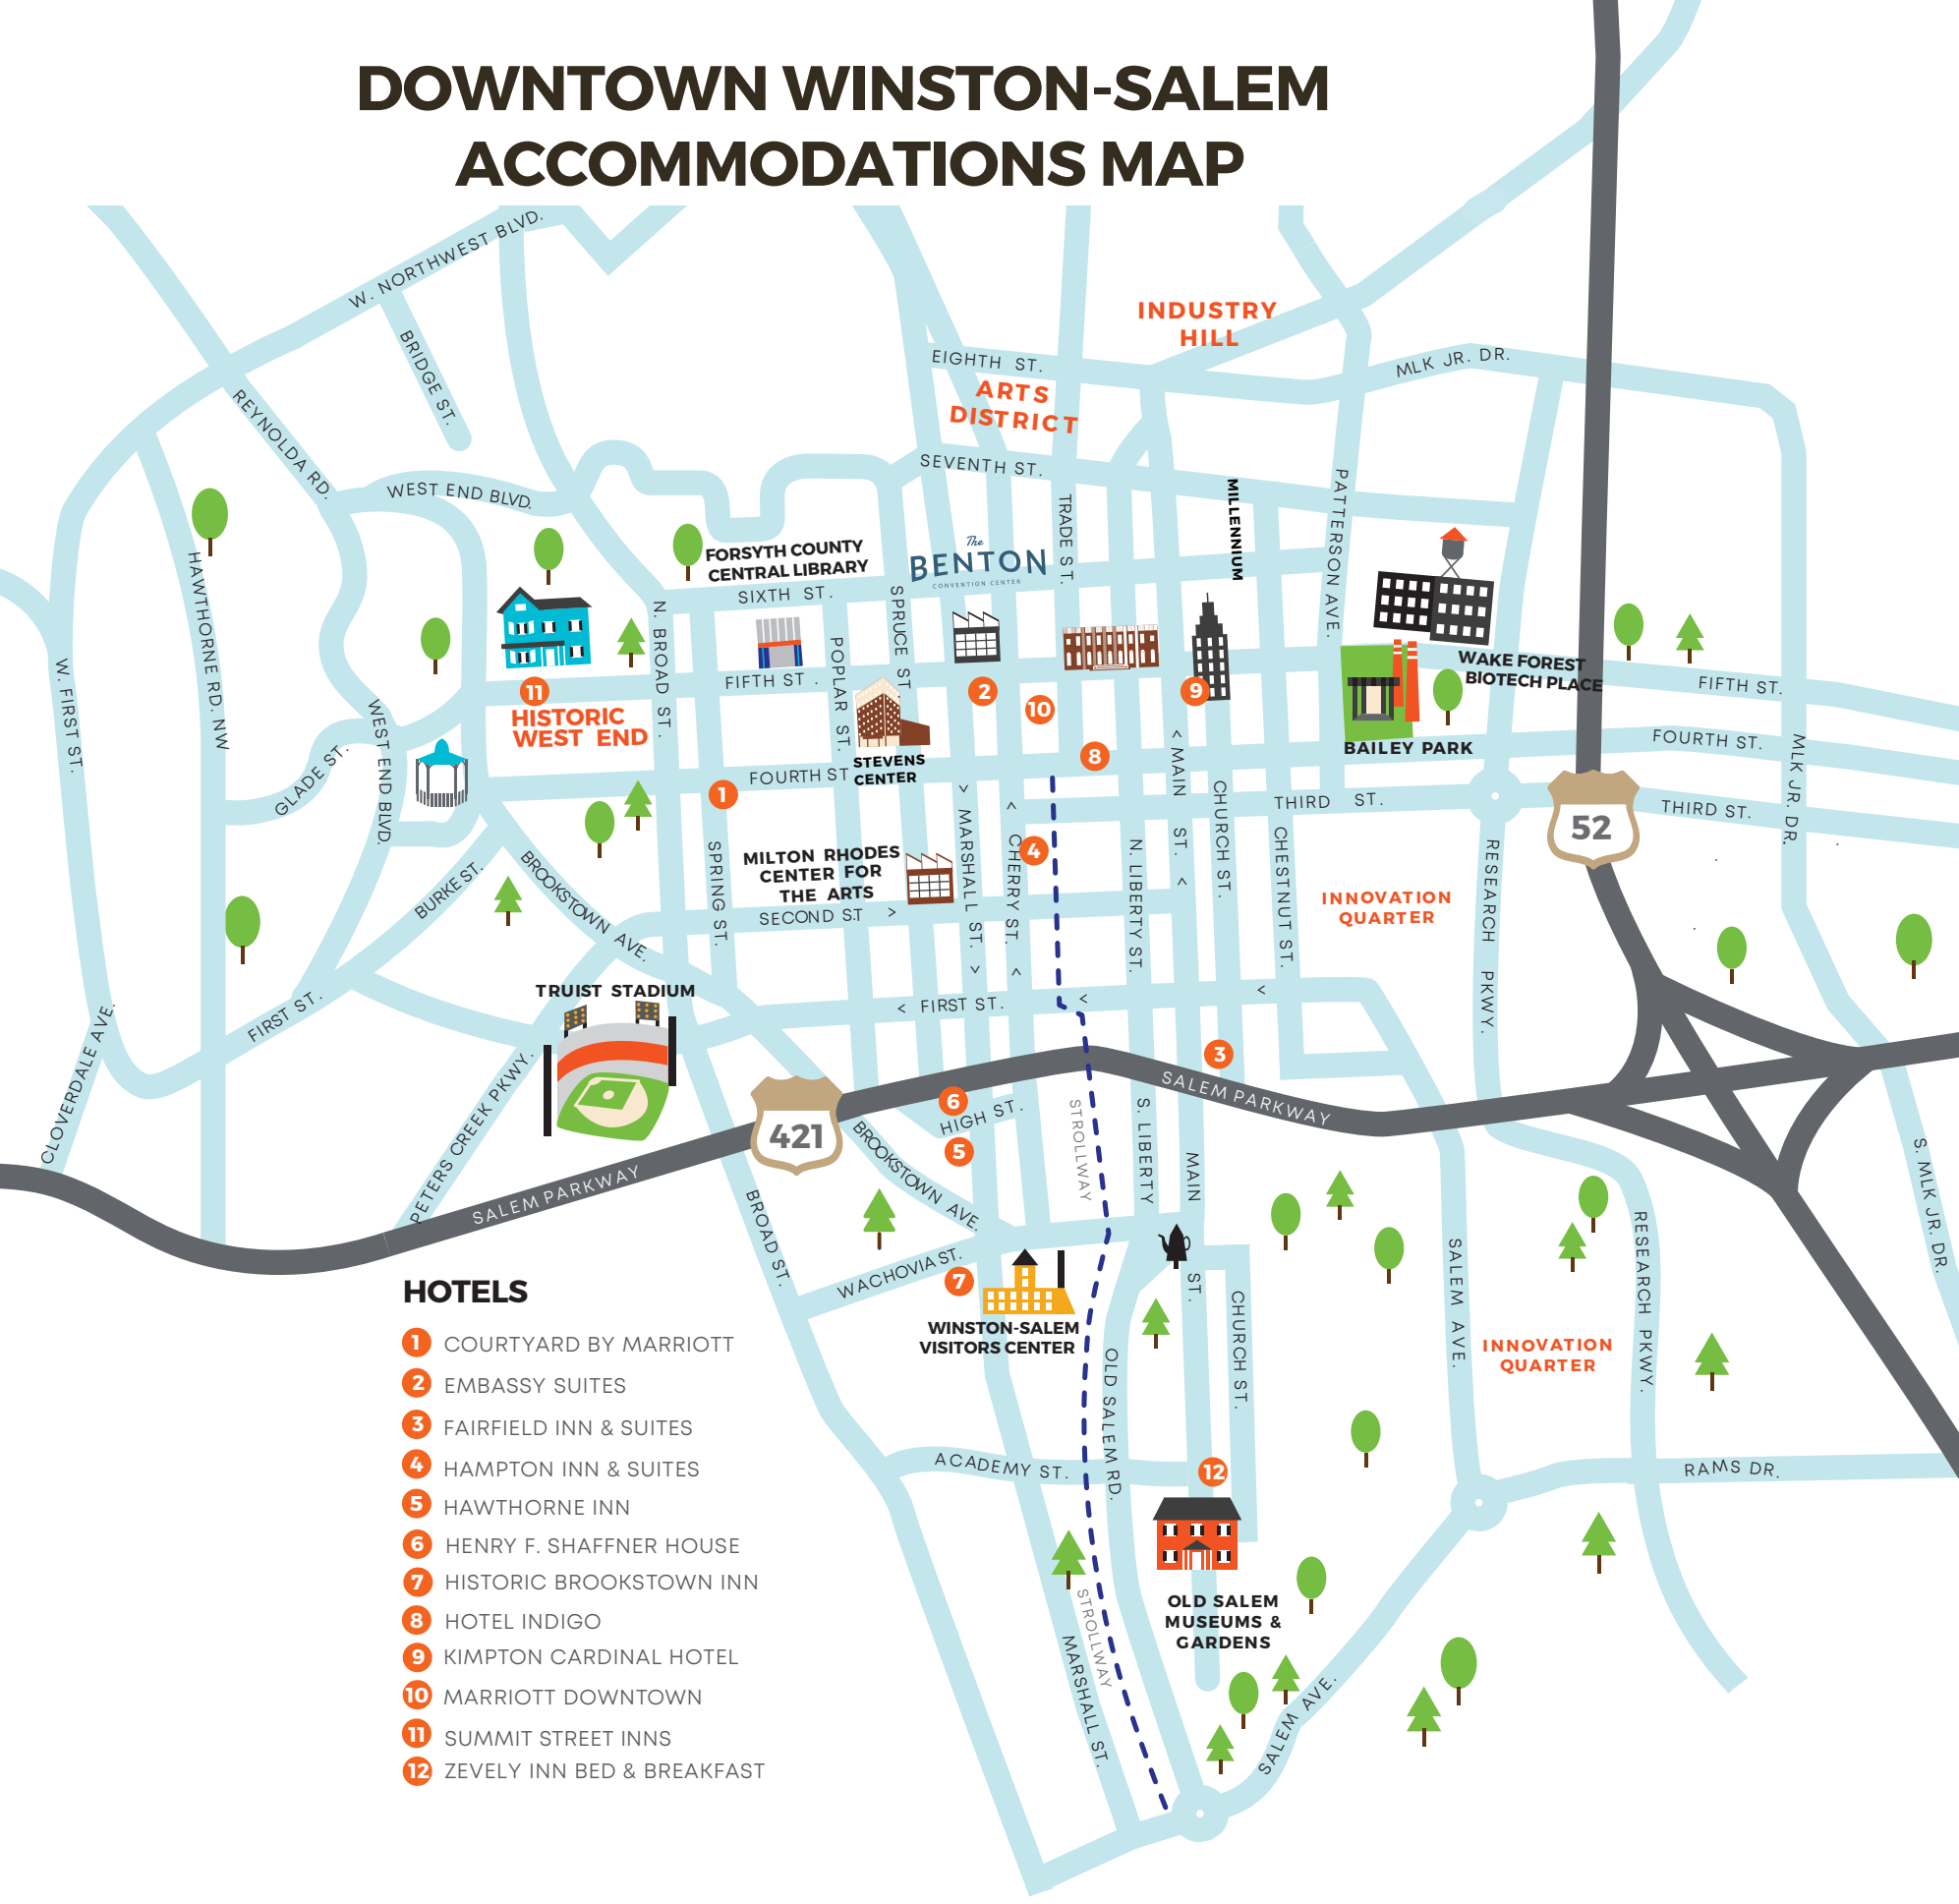 DOWNTOWN WINSTON-SALEM
ACCOMMODATIONS MAP
W. NORTHWEST BLVD.
BRIDGE ST.
REYNOLDA RD.
WEST END BLVD.
HAWTHORNE RD. NW
W. FIRST ST.
GLADE ST.
WEST END BLVD.
BURKE ST.
FIRST ST.
CLOVERDALE AVE.
INDUSTRY
HILL
EIGHTH ST.
ARTS
DISTRICT
SEVENTH ST.
MLK JR. DR.
TRADE ST.
MILLENNIUM
PATTERSON AVE.
FORSYTH COUNTY
CENTRAL LIBRARY
SIXTH ST.
The
BENTON
CONVENTION CENTER
N. BROAD ST.
POPLAR ST.
SPRUCE ST
FIFTH ST.
11
HISTORIC
WEST END
2
10
9
8
WAKE FOREST
BIOTECH PLACE
BAILEY PARK
FIFTH ST.
FOURTH ST.
THIRD ST.
MLK JR. DR.
52
STEVENS
CENTER
FOURTH ST
1
< MAIN ST. <
CHURCH ST.
THIRD ST.
CHESTNUT ST.
RESEARCH PKWY.
SPRING ST.
MILTON RHODES
CENTER FOR
THE ARTS
SECOND ST >
> MARSHALL ST. >
< CHERRY ST. <
4
N. LIBERTY ST.
INNOVATION
QUARTER
BROOKSTOWN AVE.
TRUIST STADIUM
< FIRST ST. < <
3
SALEM PARKWAY
PETERS CREEK PKWY.
421
SALEM PARKWAY
6
HIGH ST.
5
BROOKSTOWN AVE.
STROLLWAY
S. LIBERTY
MAIN ST.
BROAD ST.
WACHOVIA ST.
7
WINSTON-SALEM
VISITORS CENTER
CHURCH ST.
OLD SALEM RD.
SALEM AVE.
RESEARCH PKWY.
S. MLK JR. DR.
INNOVATION
QUARTER
ACADEMY ST.
12
RAMS DR.
OLD SALEM
MUSEUMS &
GARDENS
STROLLWAY
MARSHALL ST.
SALEM AVE.
HOTELS
1 COURTYARD BY MARRIOTT
2 EMBASSY SUITES
3 FAIRFIELD INN & SUITES
4 HAMPTON INN & SUITES
5 HAWTHORNE INN
6 HENRY F. SHAFFNER HOUSE
7 HISTORIC BROOKSTOWN INN
8 HOTEL INDIGO
9 KIMPTON CARDINAL HOTEL
10 MARRIOTT DOWNTOWN
11 SUMMIT STREET INNS
12 ZEVELY INN BED & BREAKFAST